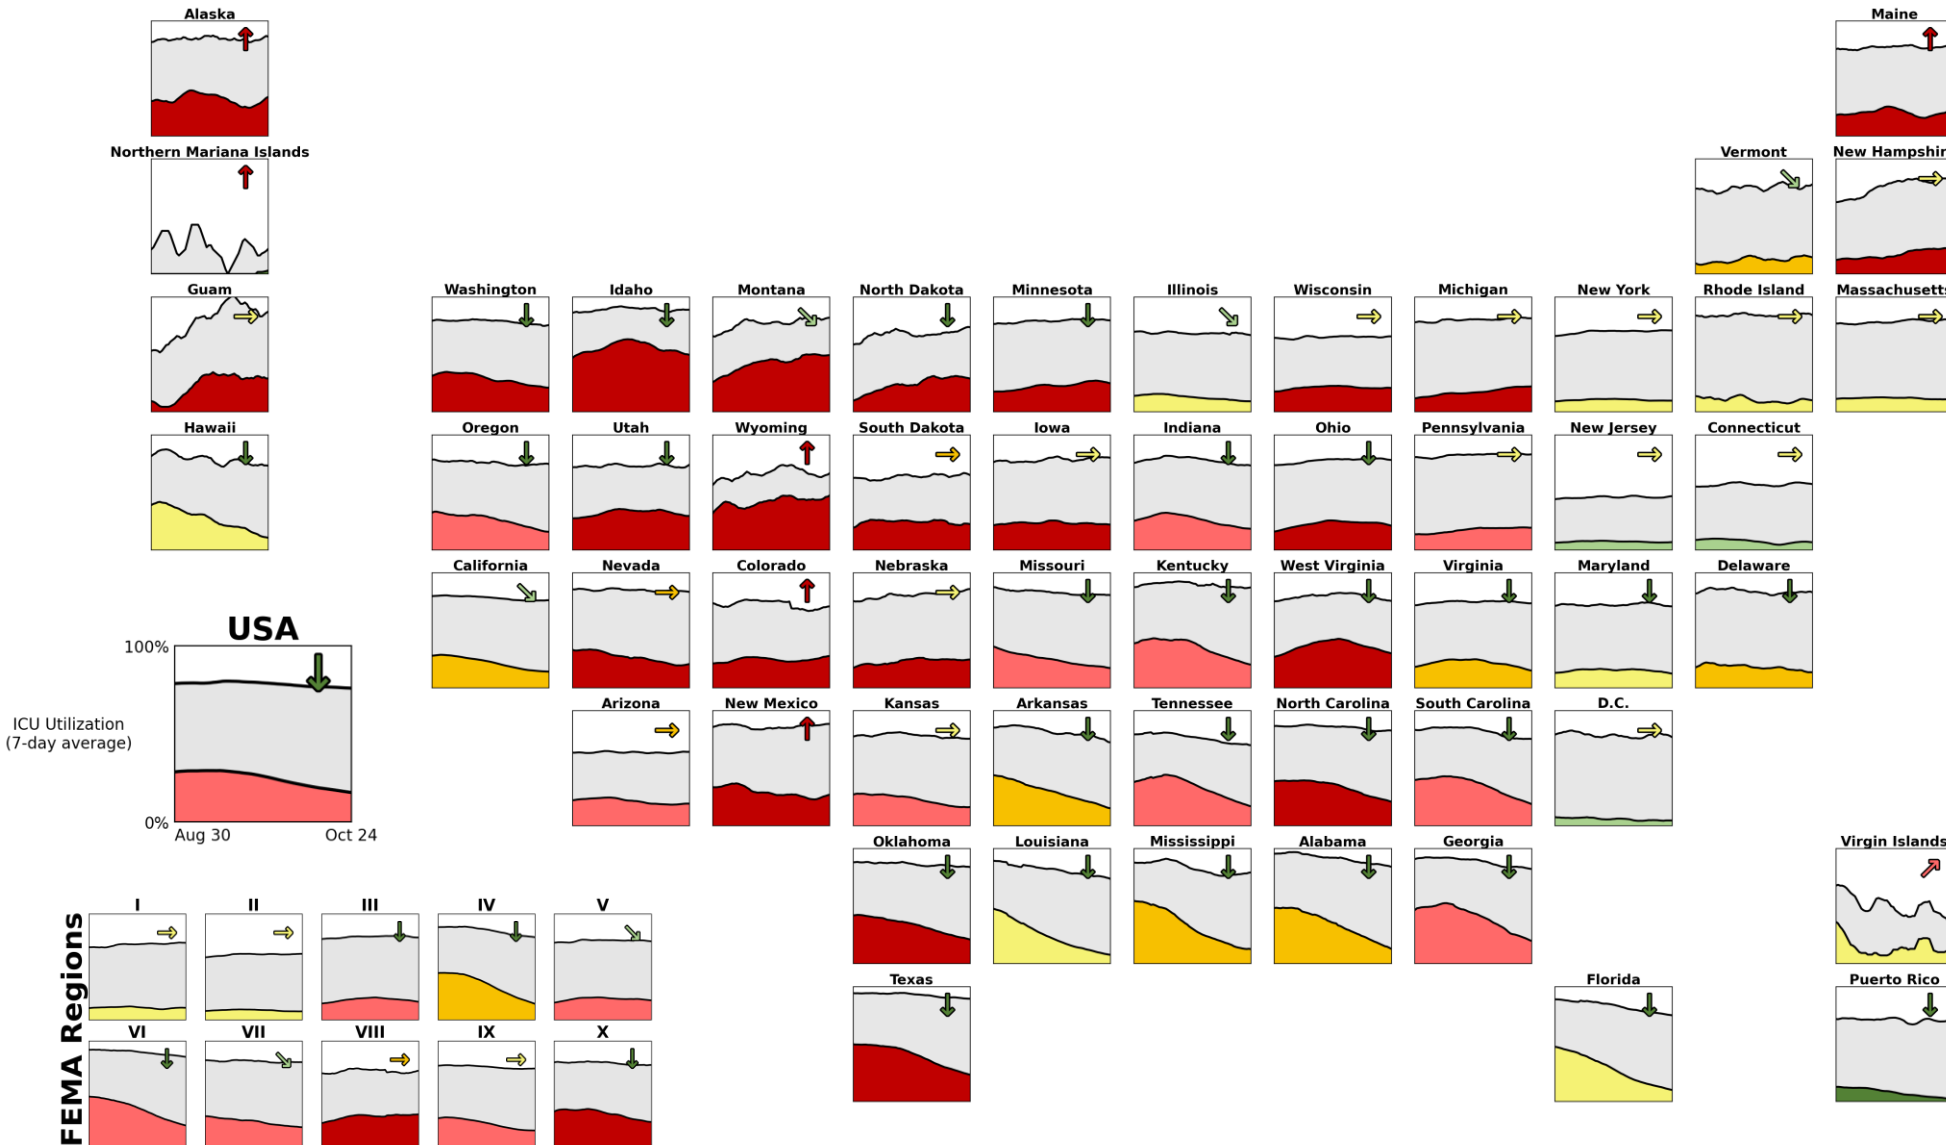 Alaska
Maine
Northern Mariana Islands
Vermont
New Hampshir
Guam
Washington
Idaho
Montana
North Dakota
Minnesota
Illinois
Wisconsin
Michigan
New York
Rhode Island
Massachusetts
Hawaii
Oregon
Utah
Wyoming
South Dakota
Iowa
Indiana
Ohio
Pennsylvania
New Jersey
Connecticut
California
Nevada
Colorado
Nebraska
Missouri
Kentucky
West Virginia
Virginia
Maryland
Delaware
USA
100%
ICU Utilization
(7-day average)
0%
Aug 30
Oct 24
Arizona
New Mexico
Kansas
Arkansas
Tennessee
North Carolina
South Carolina
D.C.
Oklahoma
Louisiana
Mississippi
Alabama
Georgia
Virgin Islands
Texas
Florida
Puerto Rico
FEMA Regions
I
II
III
IV
V
VI
VII
VIII
IX
X